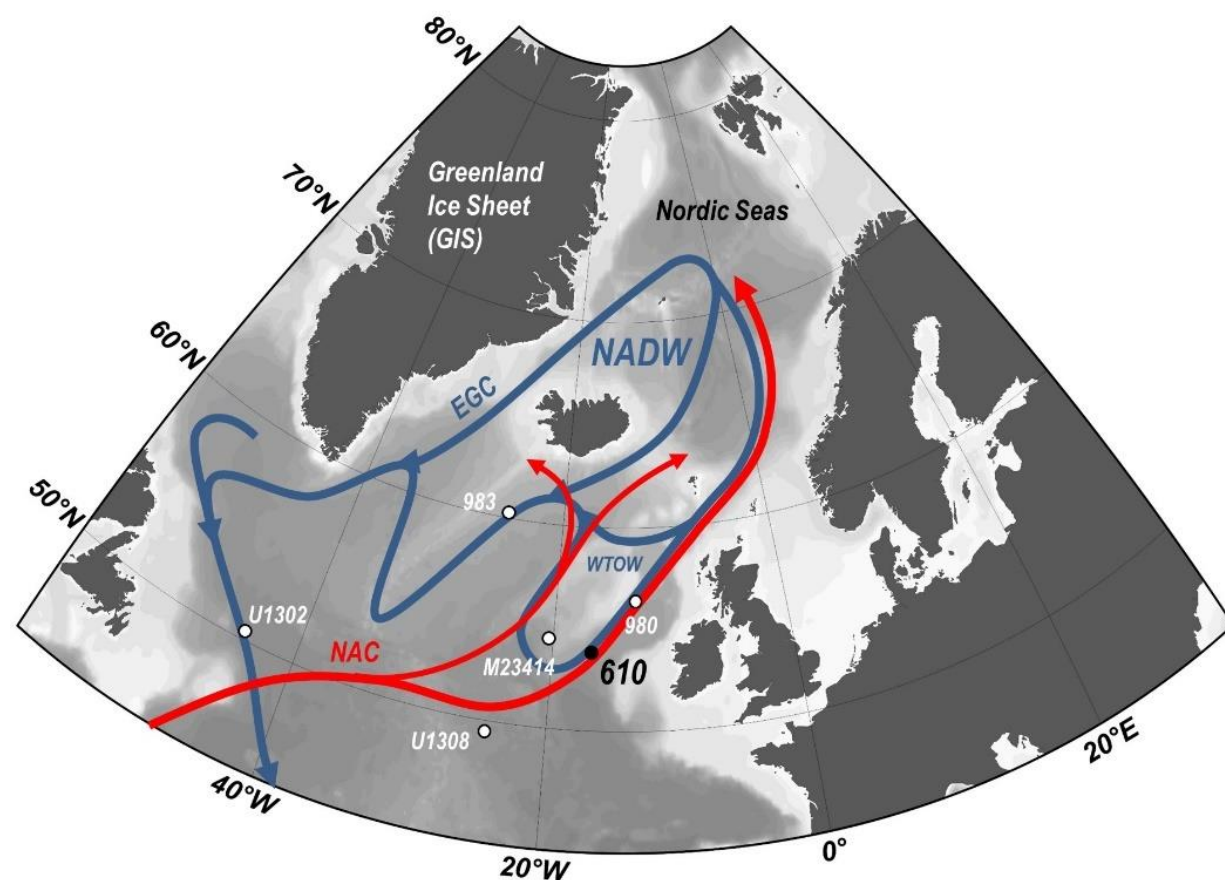 80°N
70°N
60°N
50°N
Greenland
Ice Sheet
(GIS)
Nordic Seas
NADW
EGC
983
WTOW
U1302
NAC
M23414
980
610
U1308
40°W
20°W
0°
20°E